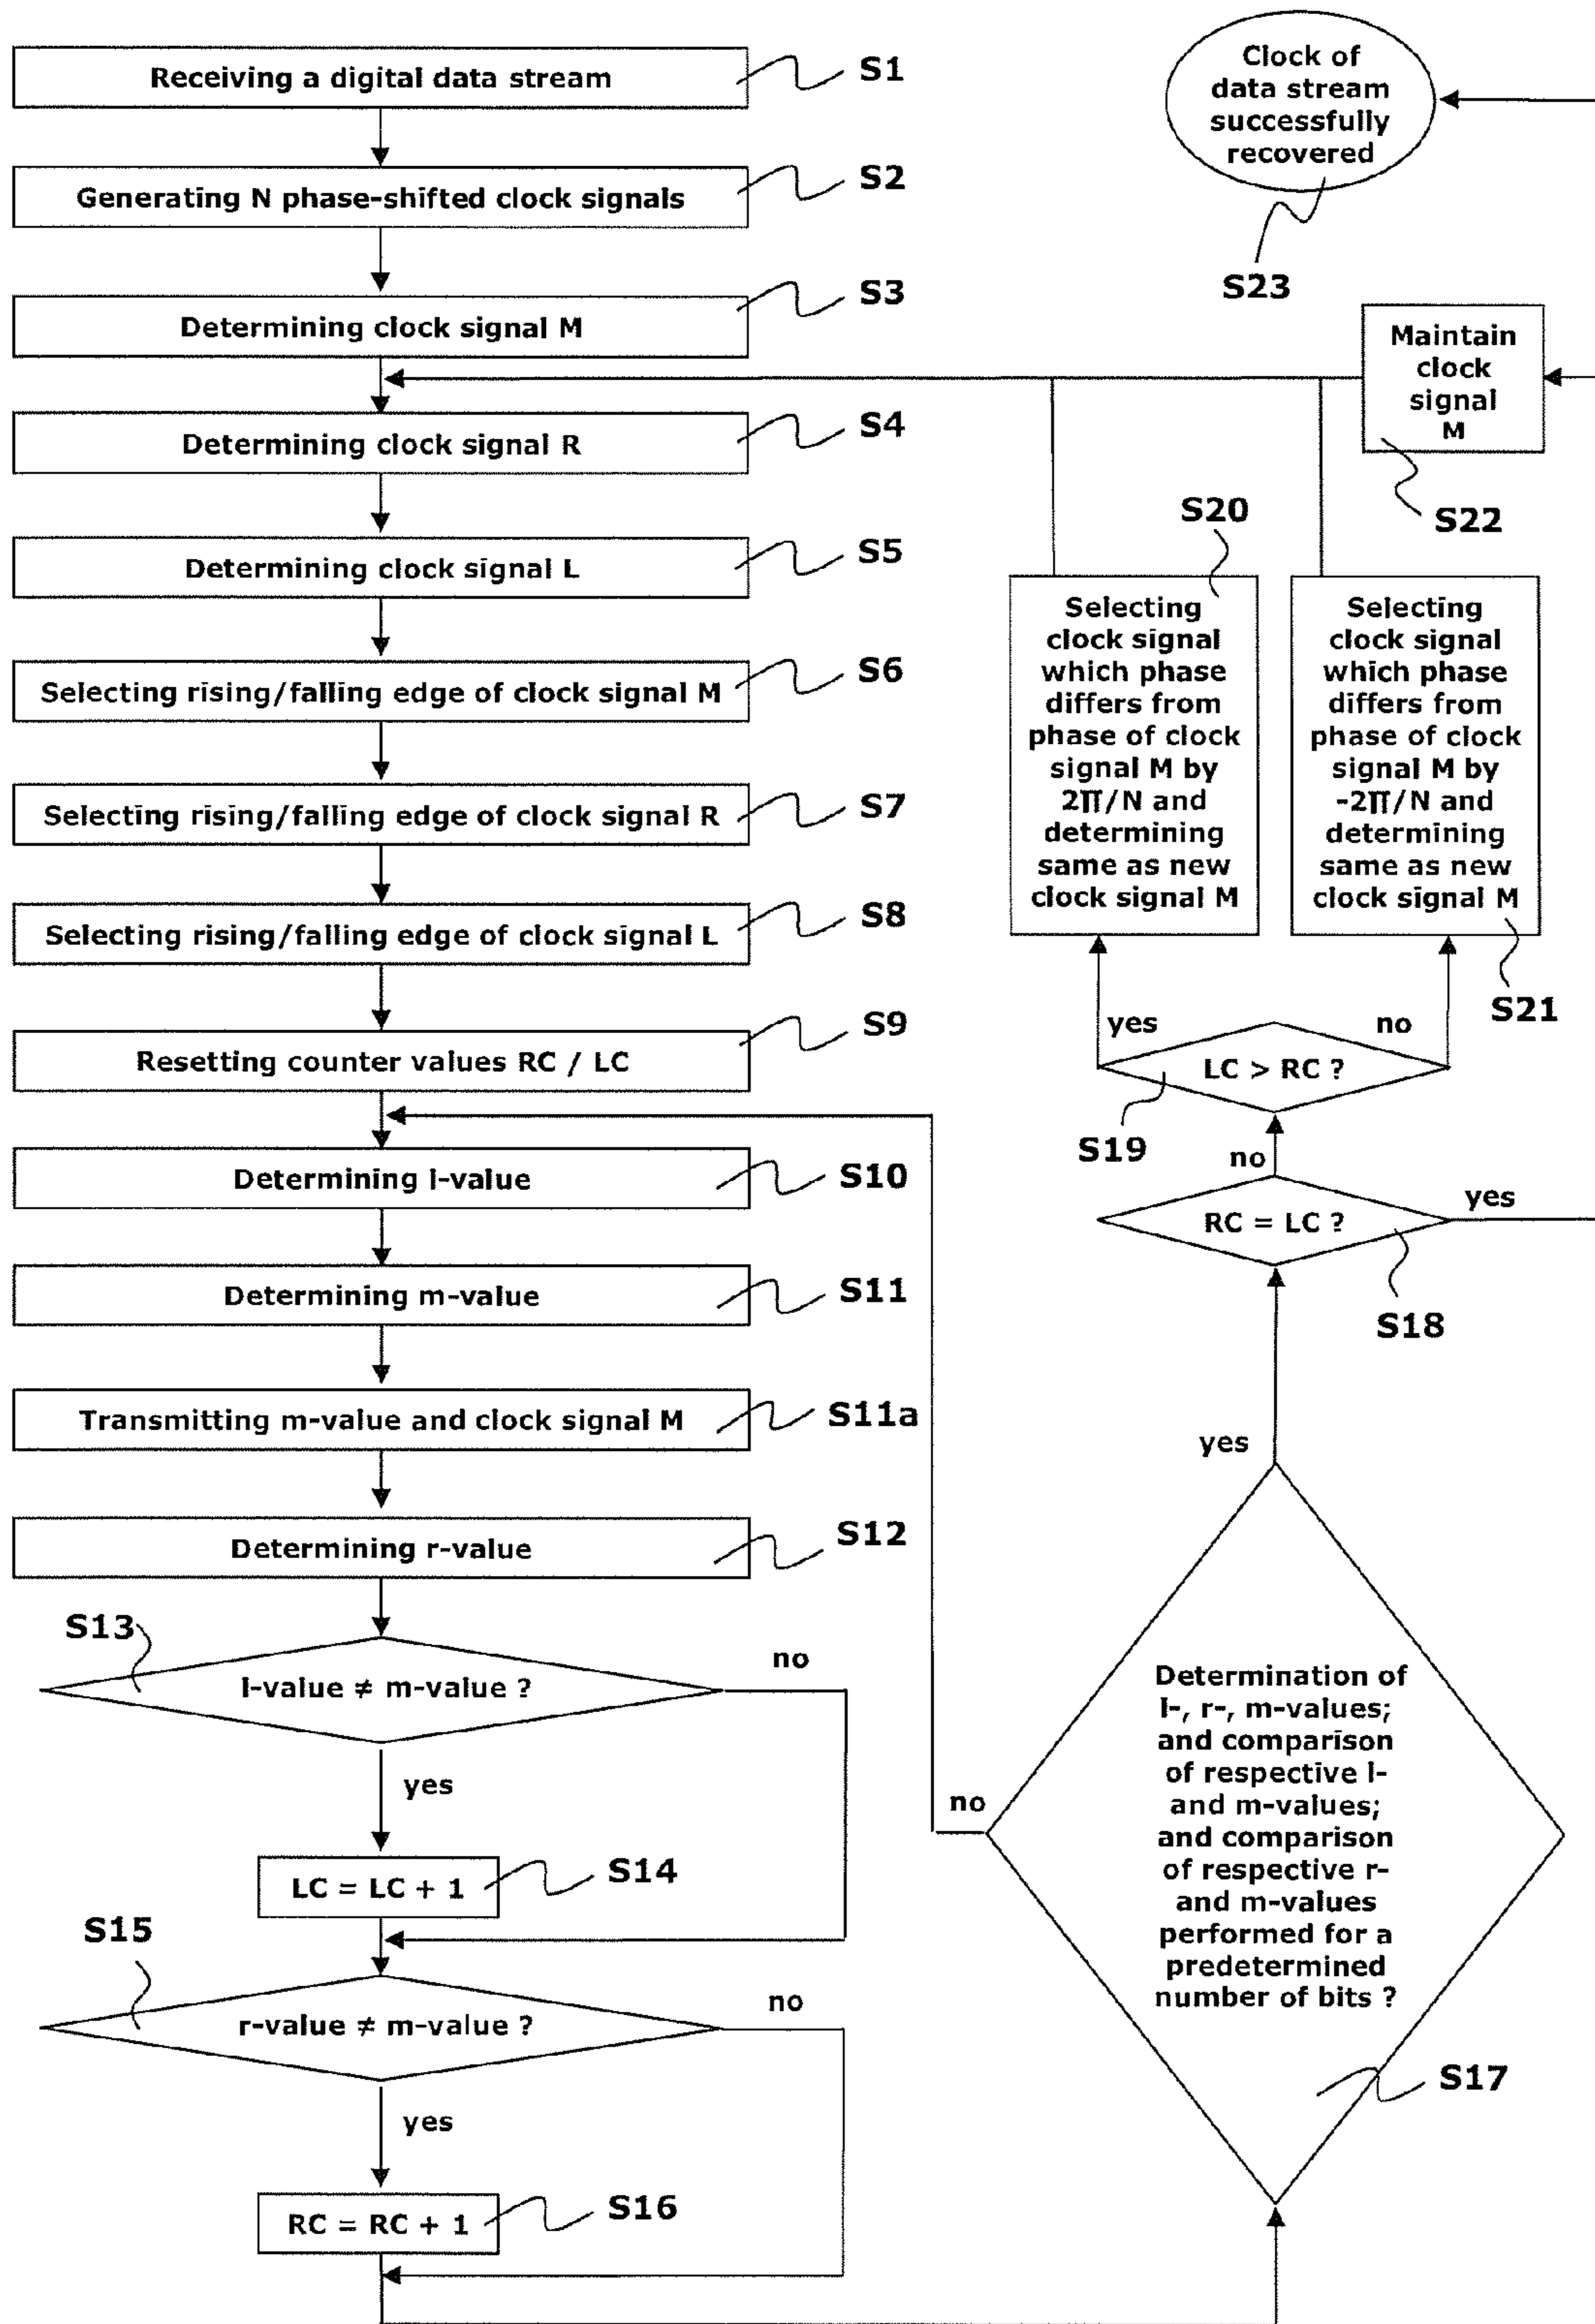 Receiving a digital data stream
S1
Generating N phase-shifted clock signals
S2
Determining clock signal M
S3
Determining clock signal R
S4
Determining clock signal L
S5
Selecting rising/falling edge of clock signal M
S6
Selecting rising/falling edge of clock signal R
S7
Selecting rising/falling edge of clock signal L
S8
Resetting counter values RC / LC
S9
Determining l-value
S10
Determining m-value
S11
Transmitting m-value and clock signal M
S11a
Determining r-value
S12
S13
l-value ≠ m-value ?
no
yes
LC = LC + 1
S14
S15
r-value ≠ m-value ?
no
yes
RC = RC + 1
S16
Determination of
l-, r-, m-values;
and comparison
of respective l-
and m-values;
and comparison
of respective r-
and m-values
performed for a
predetermined
number of bits ?
S17
no
yes
RC = LC ?
S18
yes
no
LC > RC ?
S19
yes
no
S20
Selecting
clock signal
which phase
differs from
phase of clock
signal M by
2π/N and
determining
same as new
clock signal M
Selecting
clock signal
which phase
differs from
phase of clock
signal M by
-2π/N and
determining
same as new
clock signal M
S21
Maintain
clock
signal
M
S22
Clock of
data stream
successfully
recovered
S23